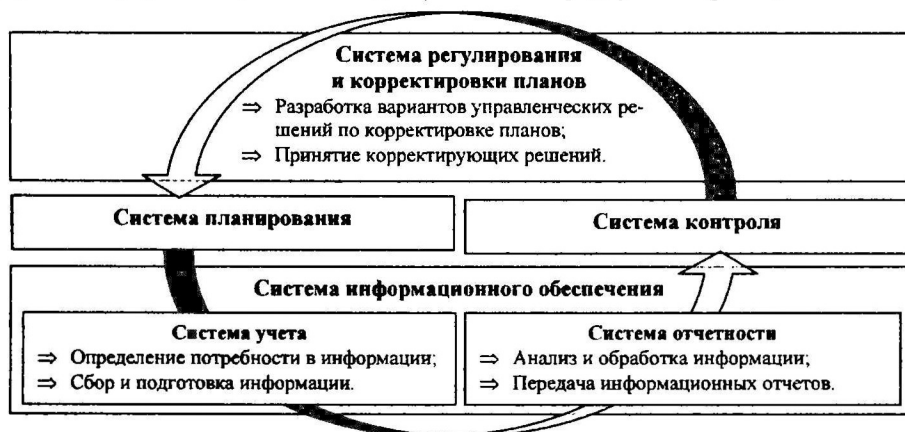 Система регулирования
и корректировки планов
⇒ Разработка вариантов управленческих ре-
шений по корректировке планов;
⇒ Принятие корректирующих решений.
Система планирования
Система контроля
Система информационного обеспечения
Система учета
⇒ Определение потребности в информации;
⇒ Сбор и подготовка информации.
Система отчетности
⇒ Анализ и обработка информации;
⇒ Передача информационных отчетов.